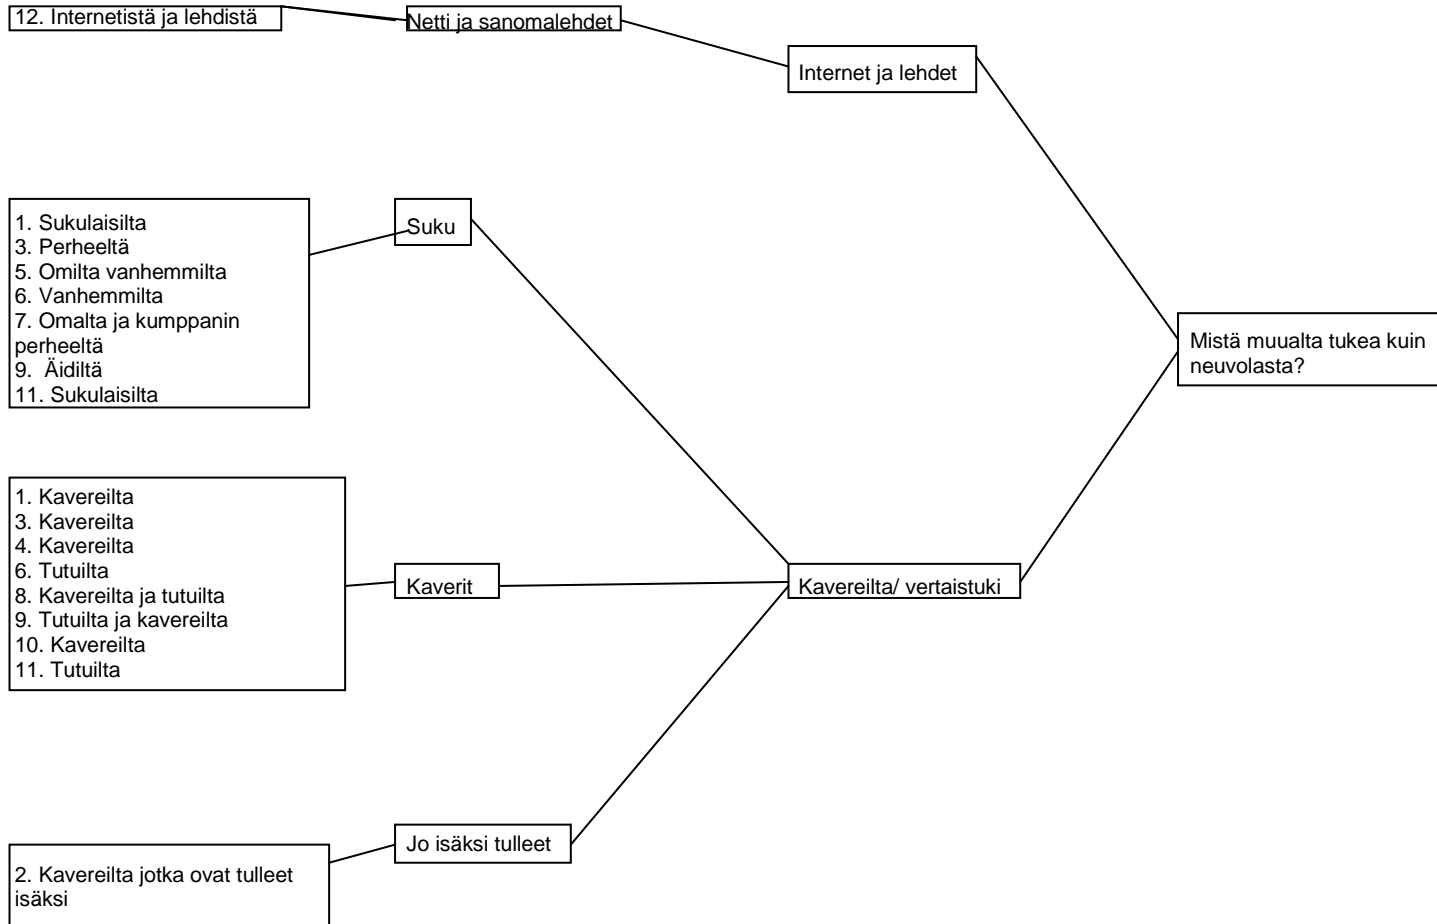 12. Internetistä ja lehdistä
Netti ja sanomalehdet
Internet ja lehdet
1. Sukulaisilta
3. Perheeltä
5. Omilta vanhemmilta
6. Vanhemmilta
7. Omalta ja kumppanin
perheeltä
9.  Äidiltä
11. Sukulaisilta
Suku
Mistä muualta tukea kuin
neuvolasta?
1. Kavereilta
3. Kavereilta
4. Kavereilta
6. Tutuilta
8. Kavereilta ja tutuilta
9. Tutuilta ja kavereilta
10. Kavereilta
11. Tutuilta
Kaverit
Kavereilta/ vertaistuki
Jo isäksi tulleet
2. Kavereilta jotka ovat tulleet
isäksi